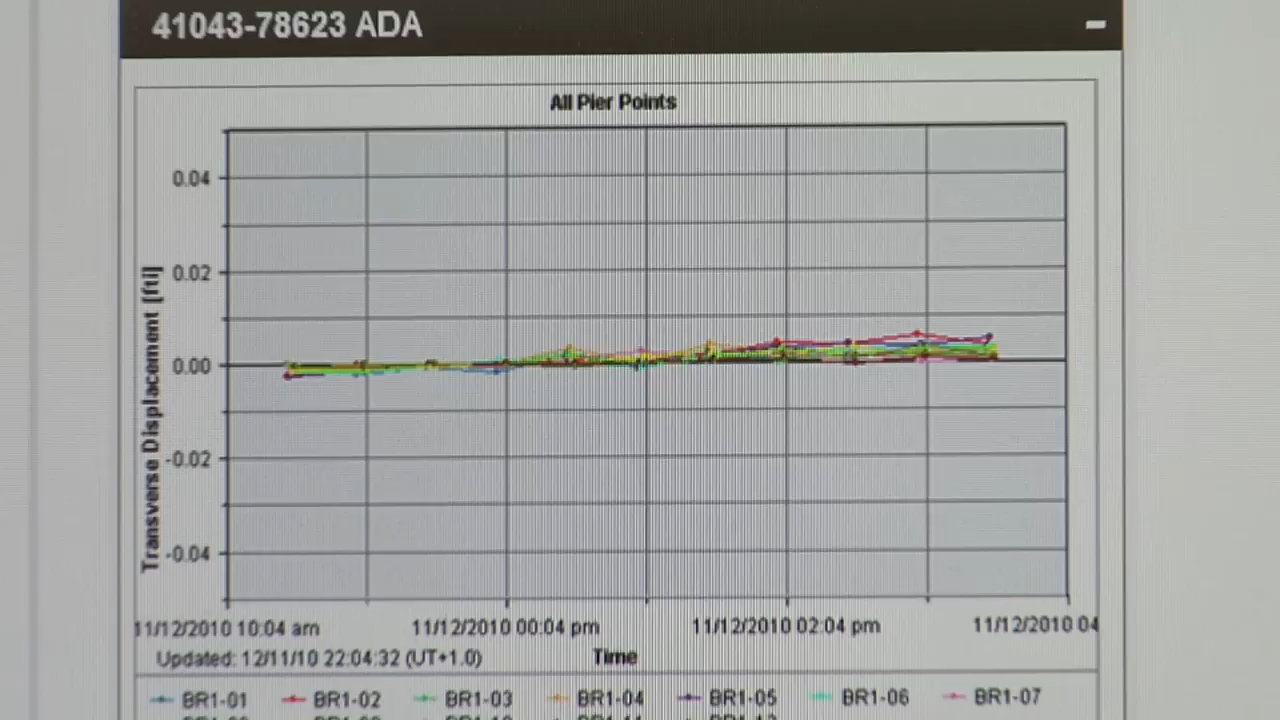 41043-78623 ADA
All Pier Points
0.04
0.02
0.00
-0.02
-0.04
Transverse Displacement [ftI]
11/12/2010 10:04 am 11/12/2010 00:04 pm 11/12/2010 02:04 pm 11/12/2010 04
Updated: 12/11/10 22:04:32 (UT+1.0) Time
BR1-01 BR1-02 BR1-03 BR1-04 BR1-05 BR1-06 BR1-07